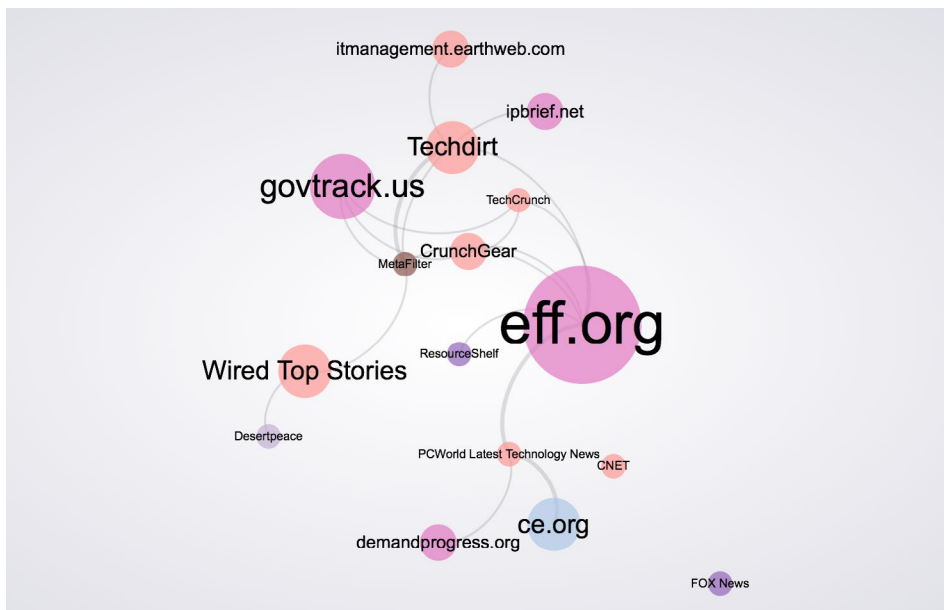 itmanagement.earthweb.com
ipbrief.net
Techdirt
govtrack.us
TechCrunch
CrunchGear
MetaFilter
eff.org
ResourceShelf
Wired Top Stories
Desertpeace
PCWorld Latest Technology News
CNET
ce.org
demandprogress.org
FOX News